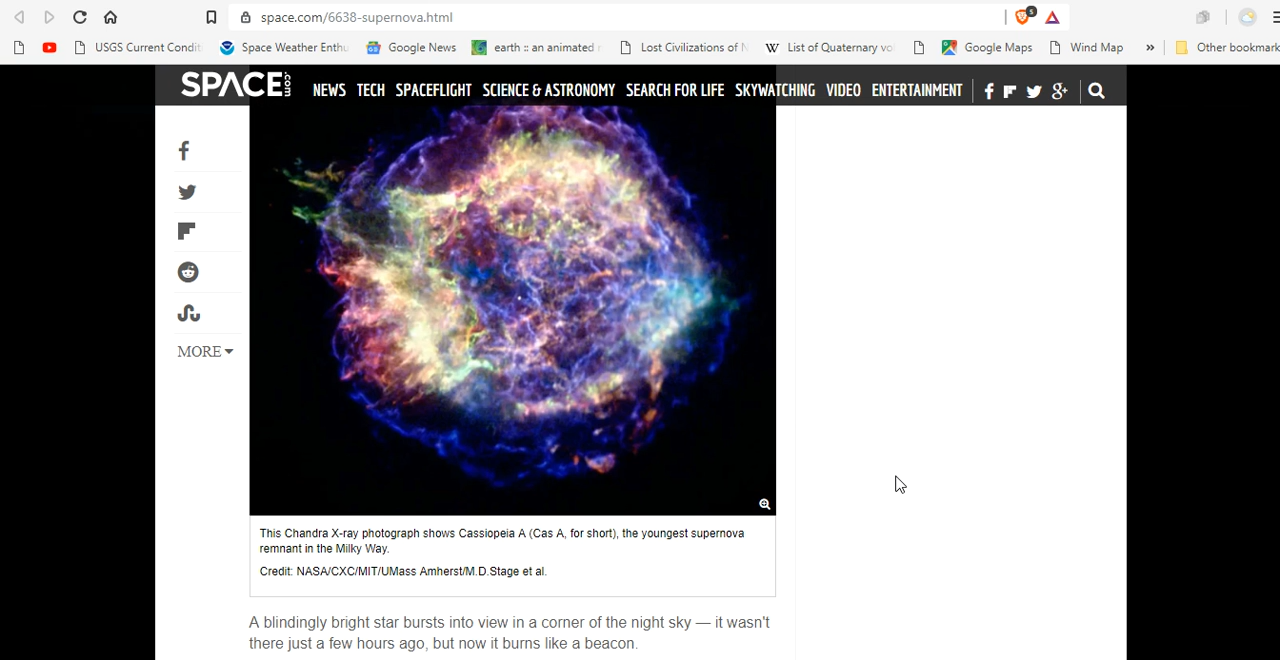 space.com/6638-supernova.html
5
USGS Current Condit
Space Weather Enthu
Google News
earth :: an animated
Lost Civilizations of N
List of Quaternary vo
Google Maps
Wind Map
»
Other bookmark
SPACE.com
NEWS TECH SPACEFLIGHT SCIENCE & ASTRONOMY SEARCH FOR LIFE SKYWATCHING VIDEO ENTERTAINMENT
MORE
This Chandra X-ray photograph shows Cassiopeia A (Cas A, for short), the youngest supernova
remnant in the Milky Way.
Credit: NASA/CXC/MIT/UMass Amherst/M.D.Stage et al.
A blindingly bright star bursts into view in a corner of the night sky — it wasn't
there just a few hours ago, but now it burns like a beacon.